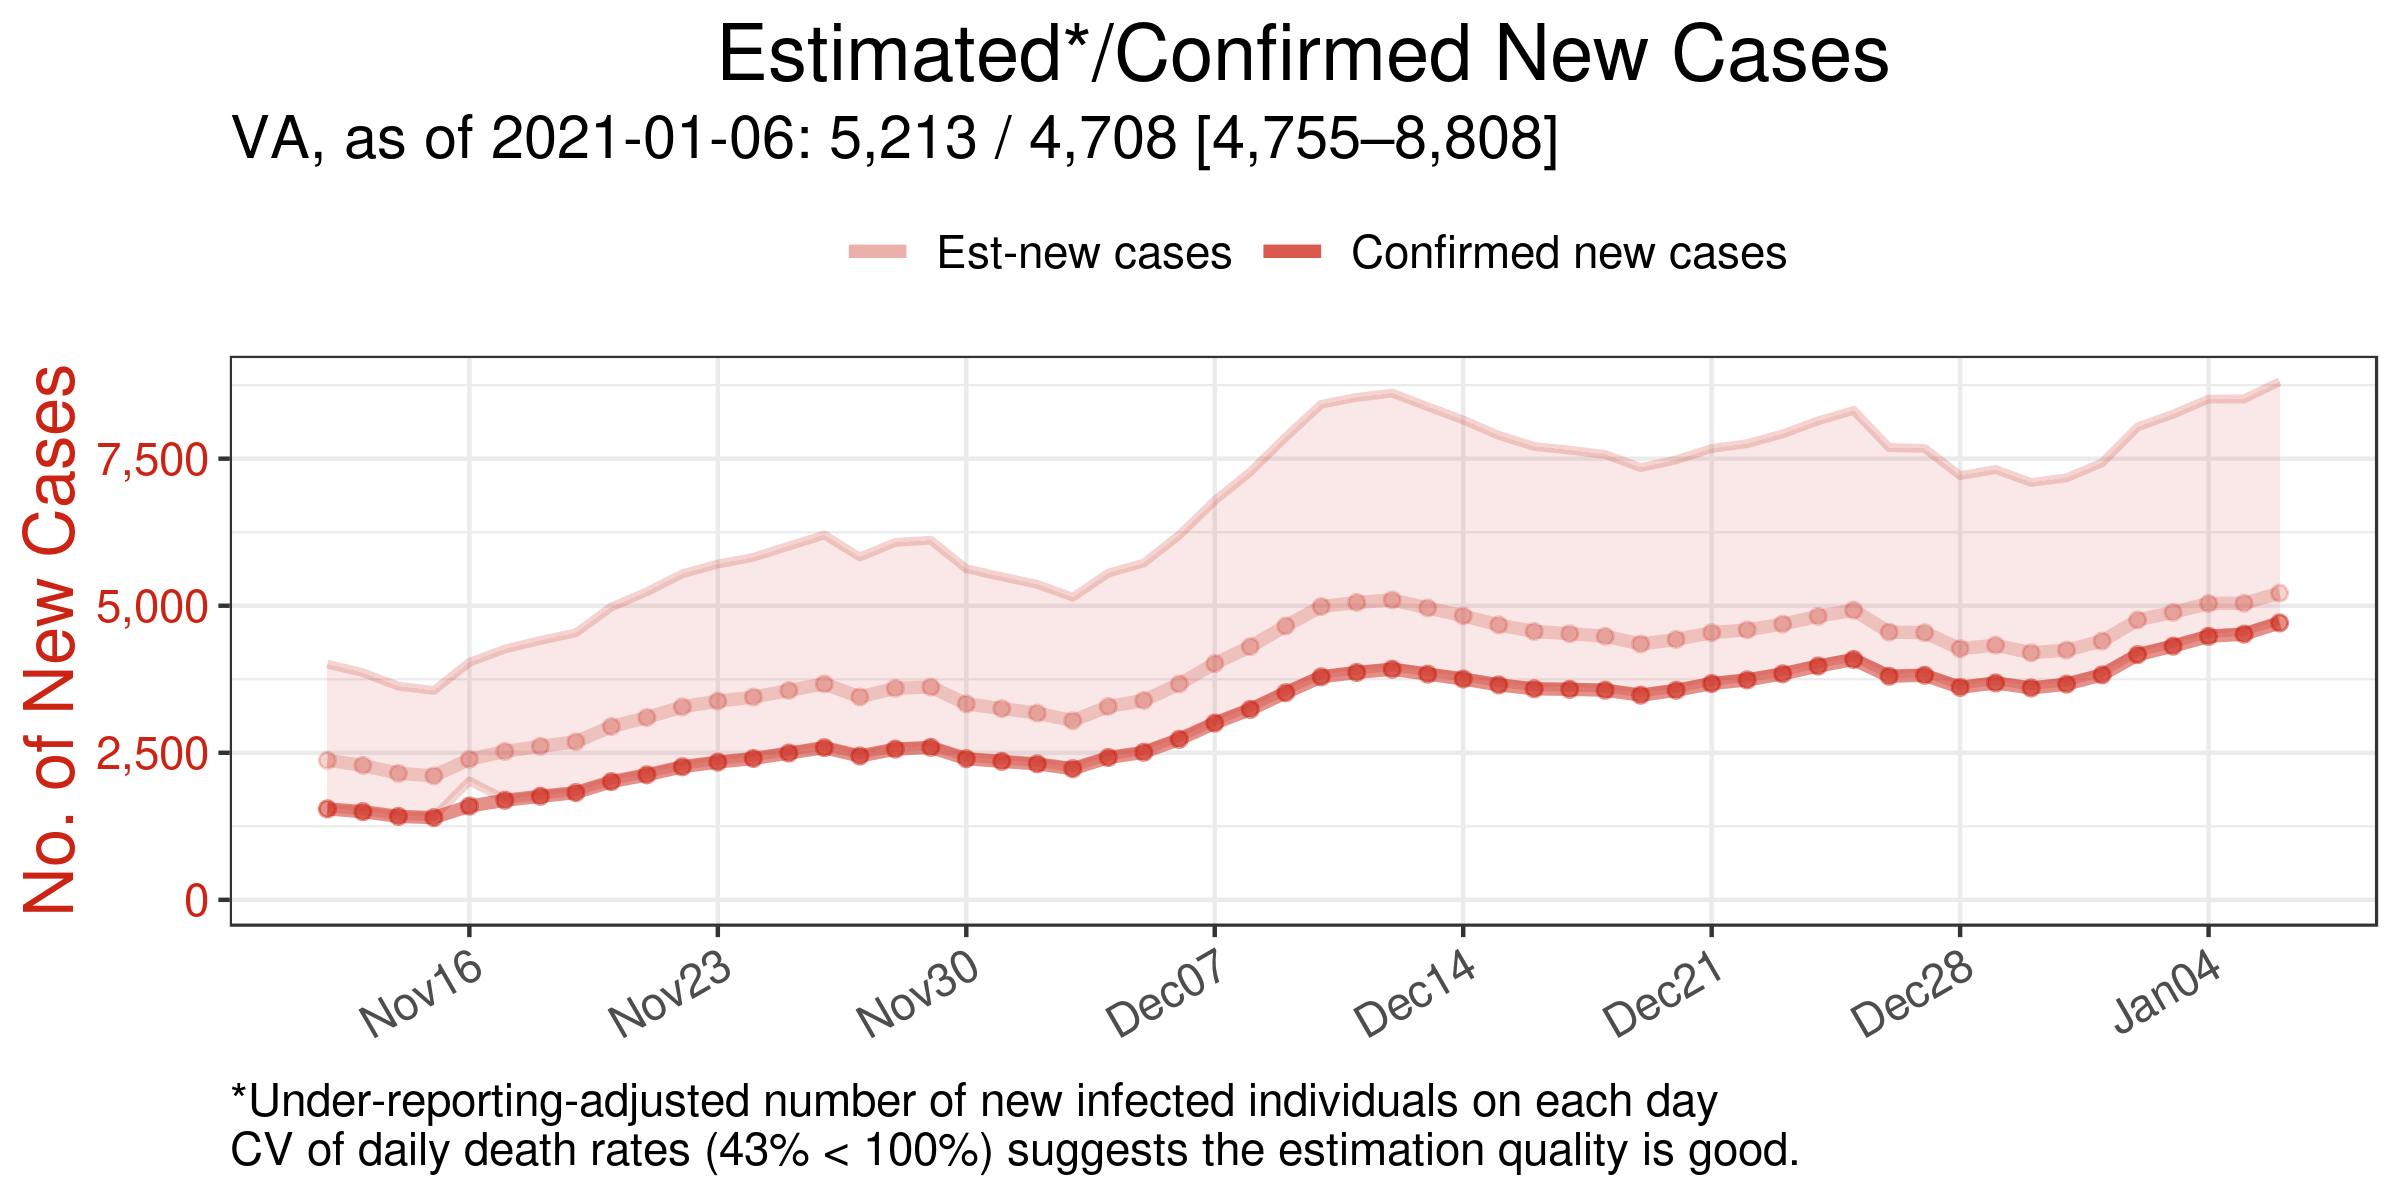 Estimated*/Confirmed New Cases
VA, as of 2021-01-06: 5,213 / 4,708 [4,755–8,808]
Est-new cases
Confirmed new cases
No. of New Cases
7,500
5,000
2,500
0
Nov16
Nov23
Nov30
Dec07
Dec14
Dec21
Dec28
Jan04
*Under-reporting-adjusted number of new infected individuals on each day
CV of daily death rates (43% < 100%) suggests the estimation quality is good.